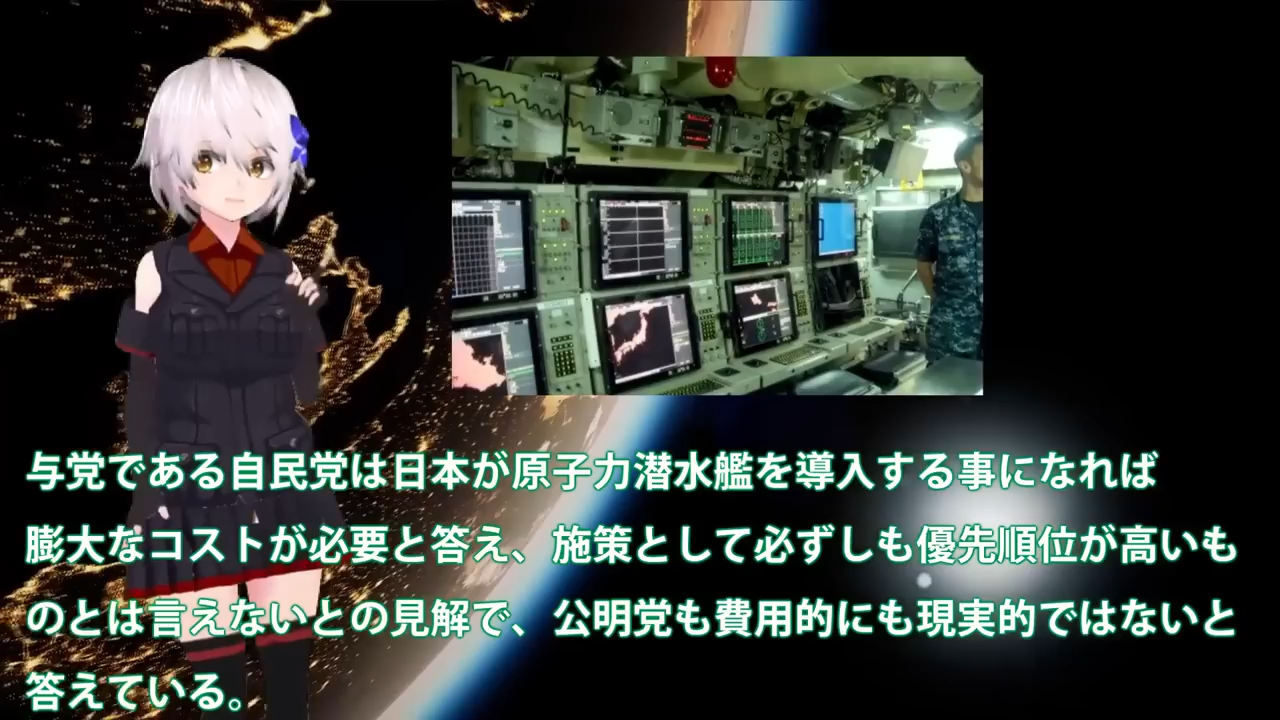 与党である自民党は日本が原子力潜水艦を導入する事になれば
膨大なコストが必要と答え、施策として必ずしも優先順位が高いも
のとは言えないとの見解で、公明党も費用的にも現実的ではないと
答えている。